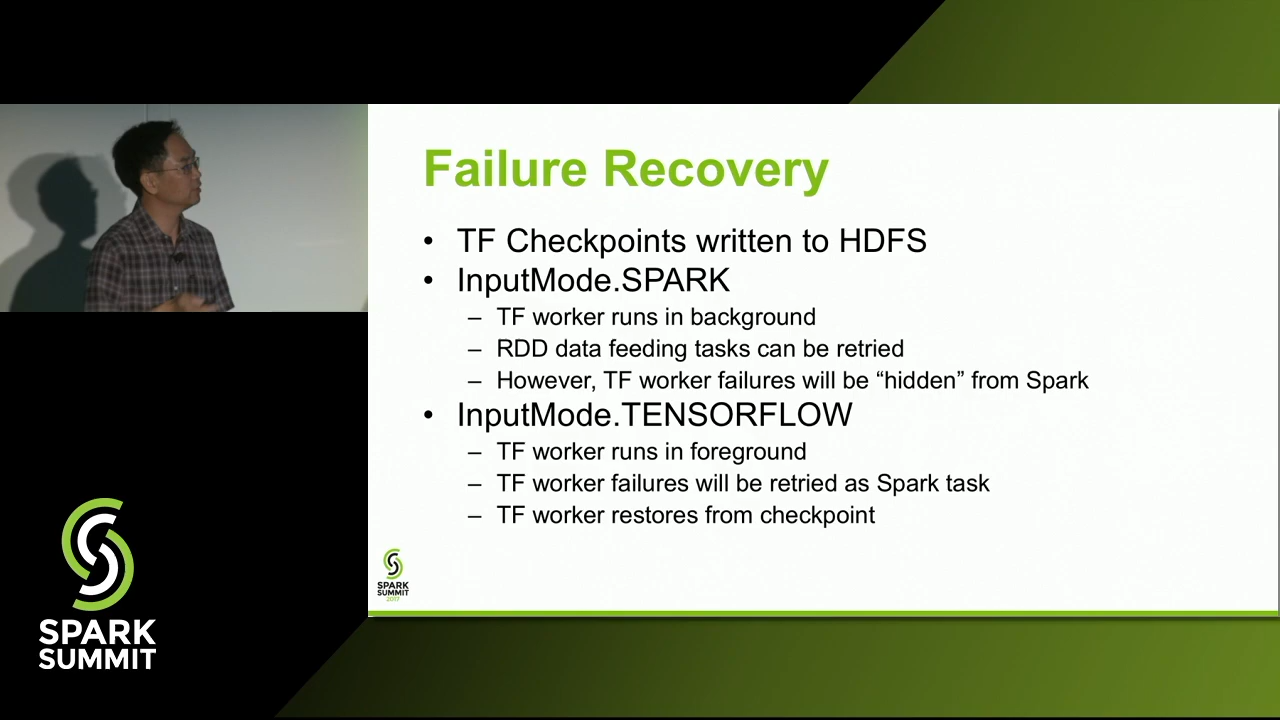 Failure Recovery
• TF Checkpoints written to HDFS
• InputMode.SPARK
– TF worker runs in background
– RDD data feeding tasks can be retried
– However, TF worker failures will be “hidden” from Spark
• InputMode.TENSORFLOW
– TF worker runs in foreground
– TF worker failures will be retried as Spark task
– TF worker restores from checkpoint
SPARK
SUMMIT
2017
SPARK
SUMMIT